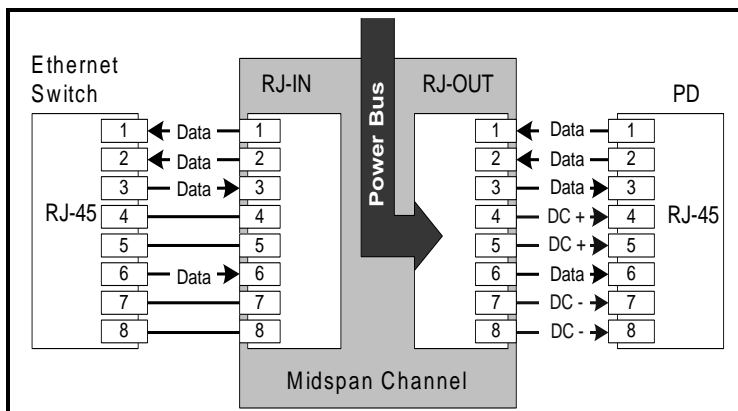 Ethernet
Switch
RJ-IN
RJ-OUT
PD
Power Bus
1 Data 1
2 Data 2
3 Data 3
4 4
5 5
6 Data 6
7 7
8 8
RJ-45
1 Data 1
2 Data 2
3 Data 3
4 DC + 4
5 DC + 5
6 Data 6
7 DC - 7
8 DC - 8
RJ-45
Midspan Channel